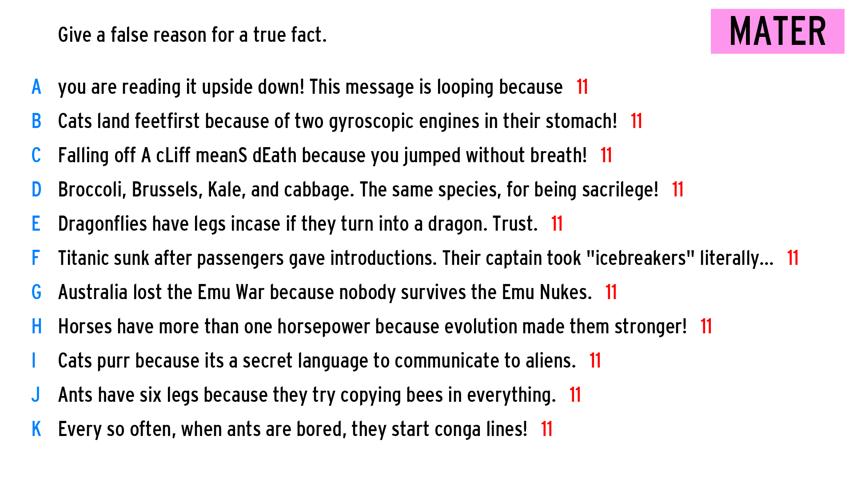 Give a false reason for a true fact.
MATER
A you are reading it upside down! This message is looping because 11
B Cats land feetfirst because of two gyroscopic engines in their stomach! 11
C Falling off A cLiff meanS dEath because you jumped without breath! 11
D Broccoli, Brussels, Kale, and cabbage. The same species, for being sacrilege! 11
E Dragonflies have legs incase if they turn into a dragon. Trust. 11
F Titanic sunk after passengers gave introductions. Their captain took "icebreakers" literally... 11
G Australia lost the Emu War because nobody survives the Emu Nukes. 11
H Horses have more than one horsepower because evolution made them stronger! 11
I Cats purr because its a secret language to communicate to aliens. 11
J Ants have six legs because they try copying bees in everything. 11
K Every so often, when ants are bored, they start conga lines! 11